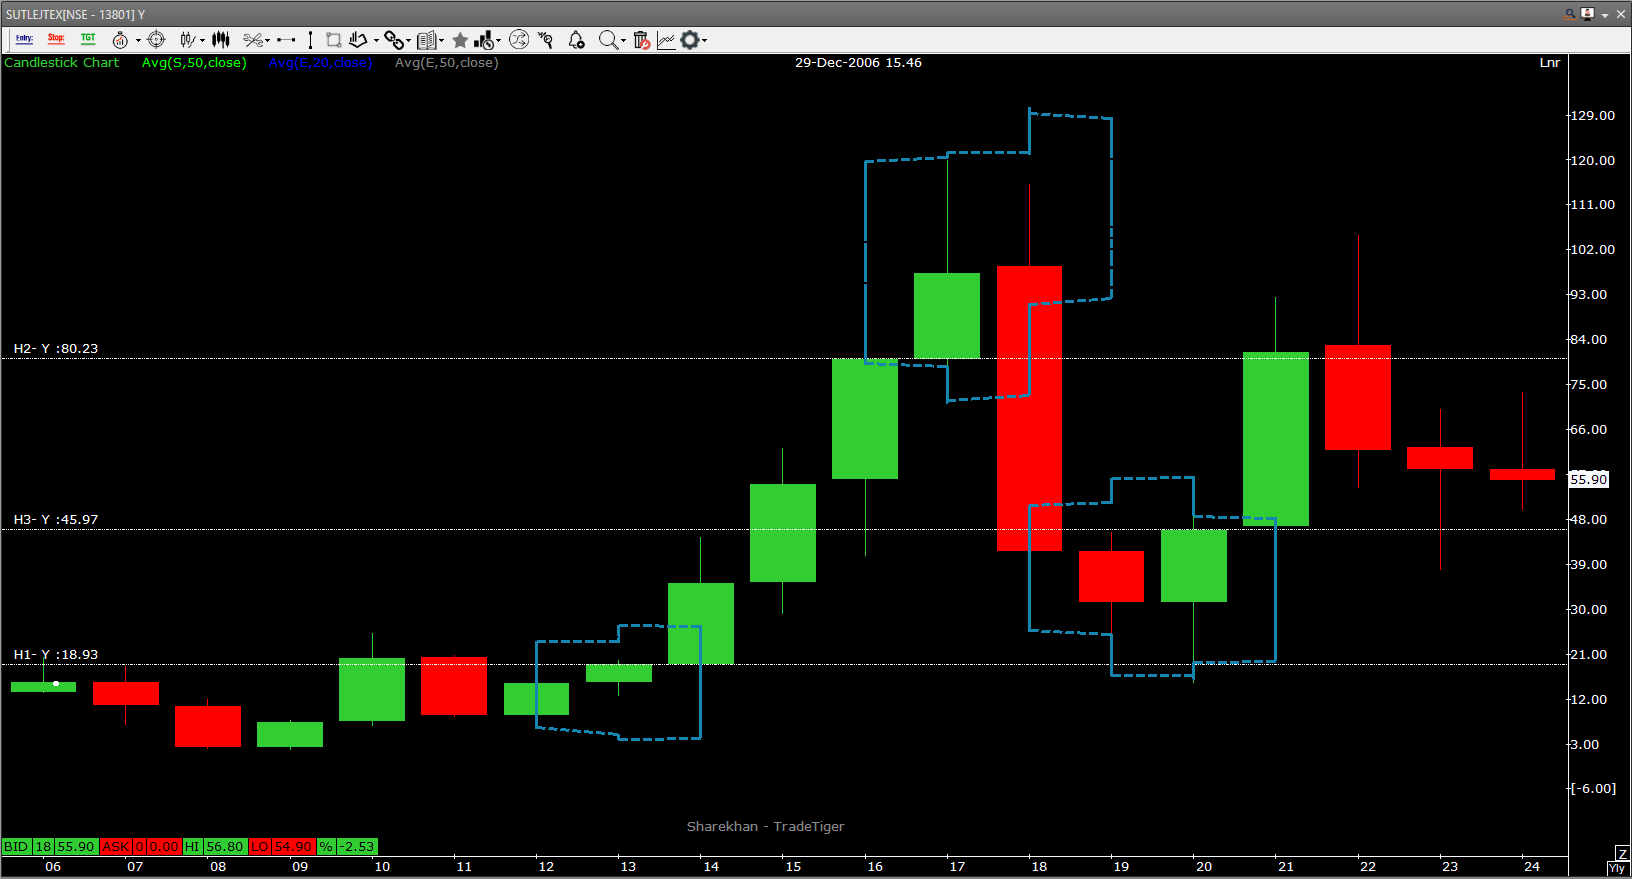 SUTLEJTEX[NSE - 13801] Y
Entry: Stop: TGT
Candlestick Chart Avg(S,50,close) Avg(E,20,close) Avg(E,50,close) 29-Dec-2006 15.46 Lnr
129.00
120.00
111.00
102.00
93.00
84.00
H2- Y :80.23
75.00
66.00
55.90
H3- Y :45.97
48.00
39.00
30.00
H1- Y :18.93
21.00
12.00
3.00
[-6.00]
Sharekhan - TradeTiger
BID 18 55.90 ASK 0 0.00 HI 56.80 LO 54.90 % -2.53
Z
06 07 08 09 10 11 12 13 14 15 16 17 18 19 20 21 22 23 24 Yly